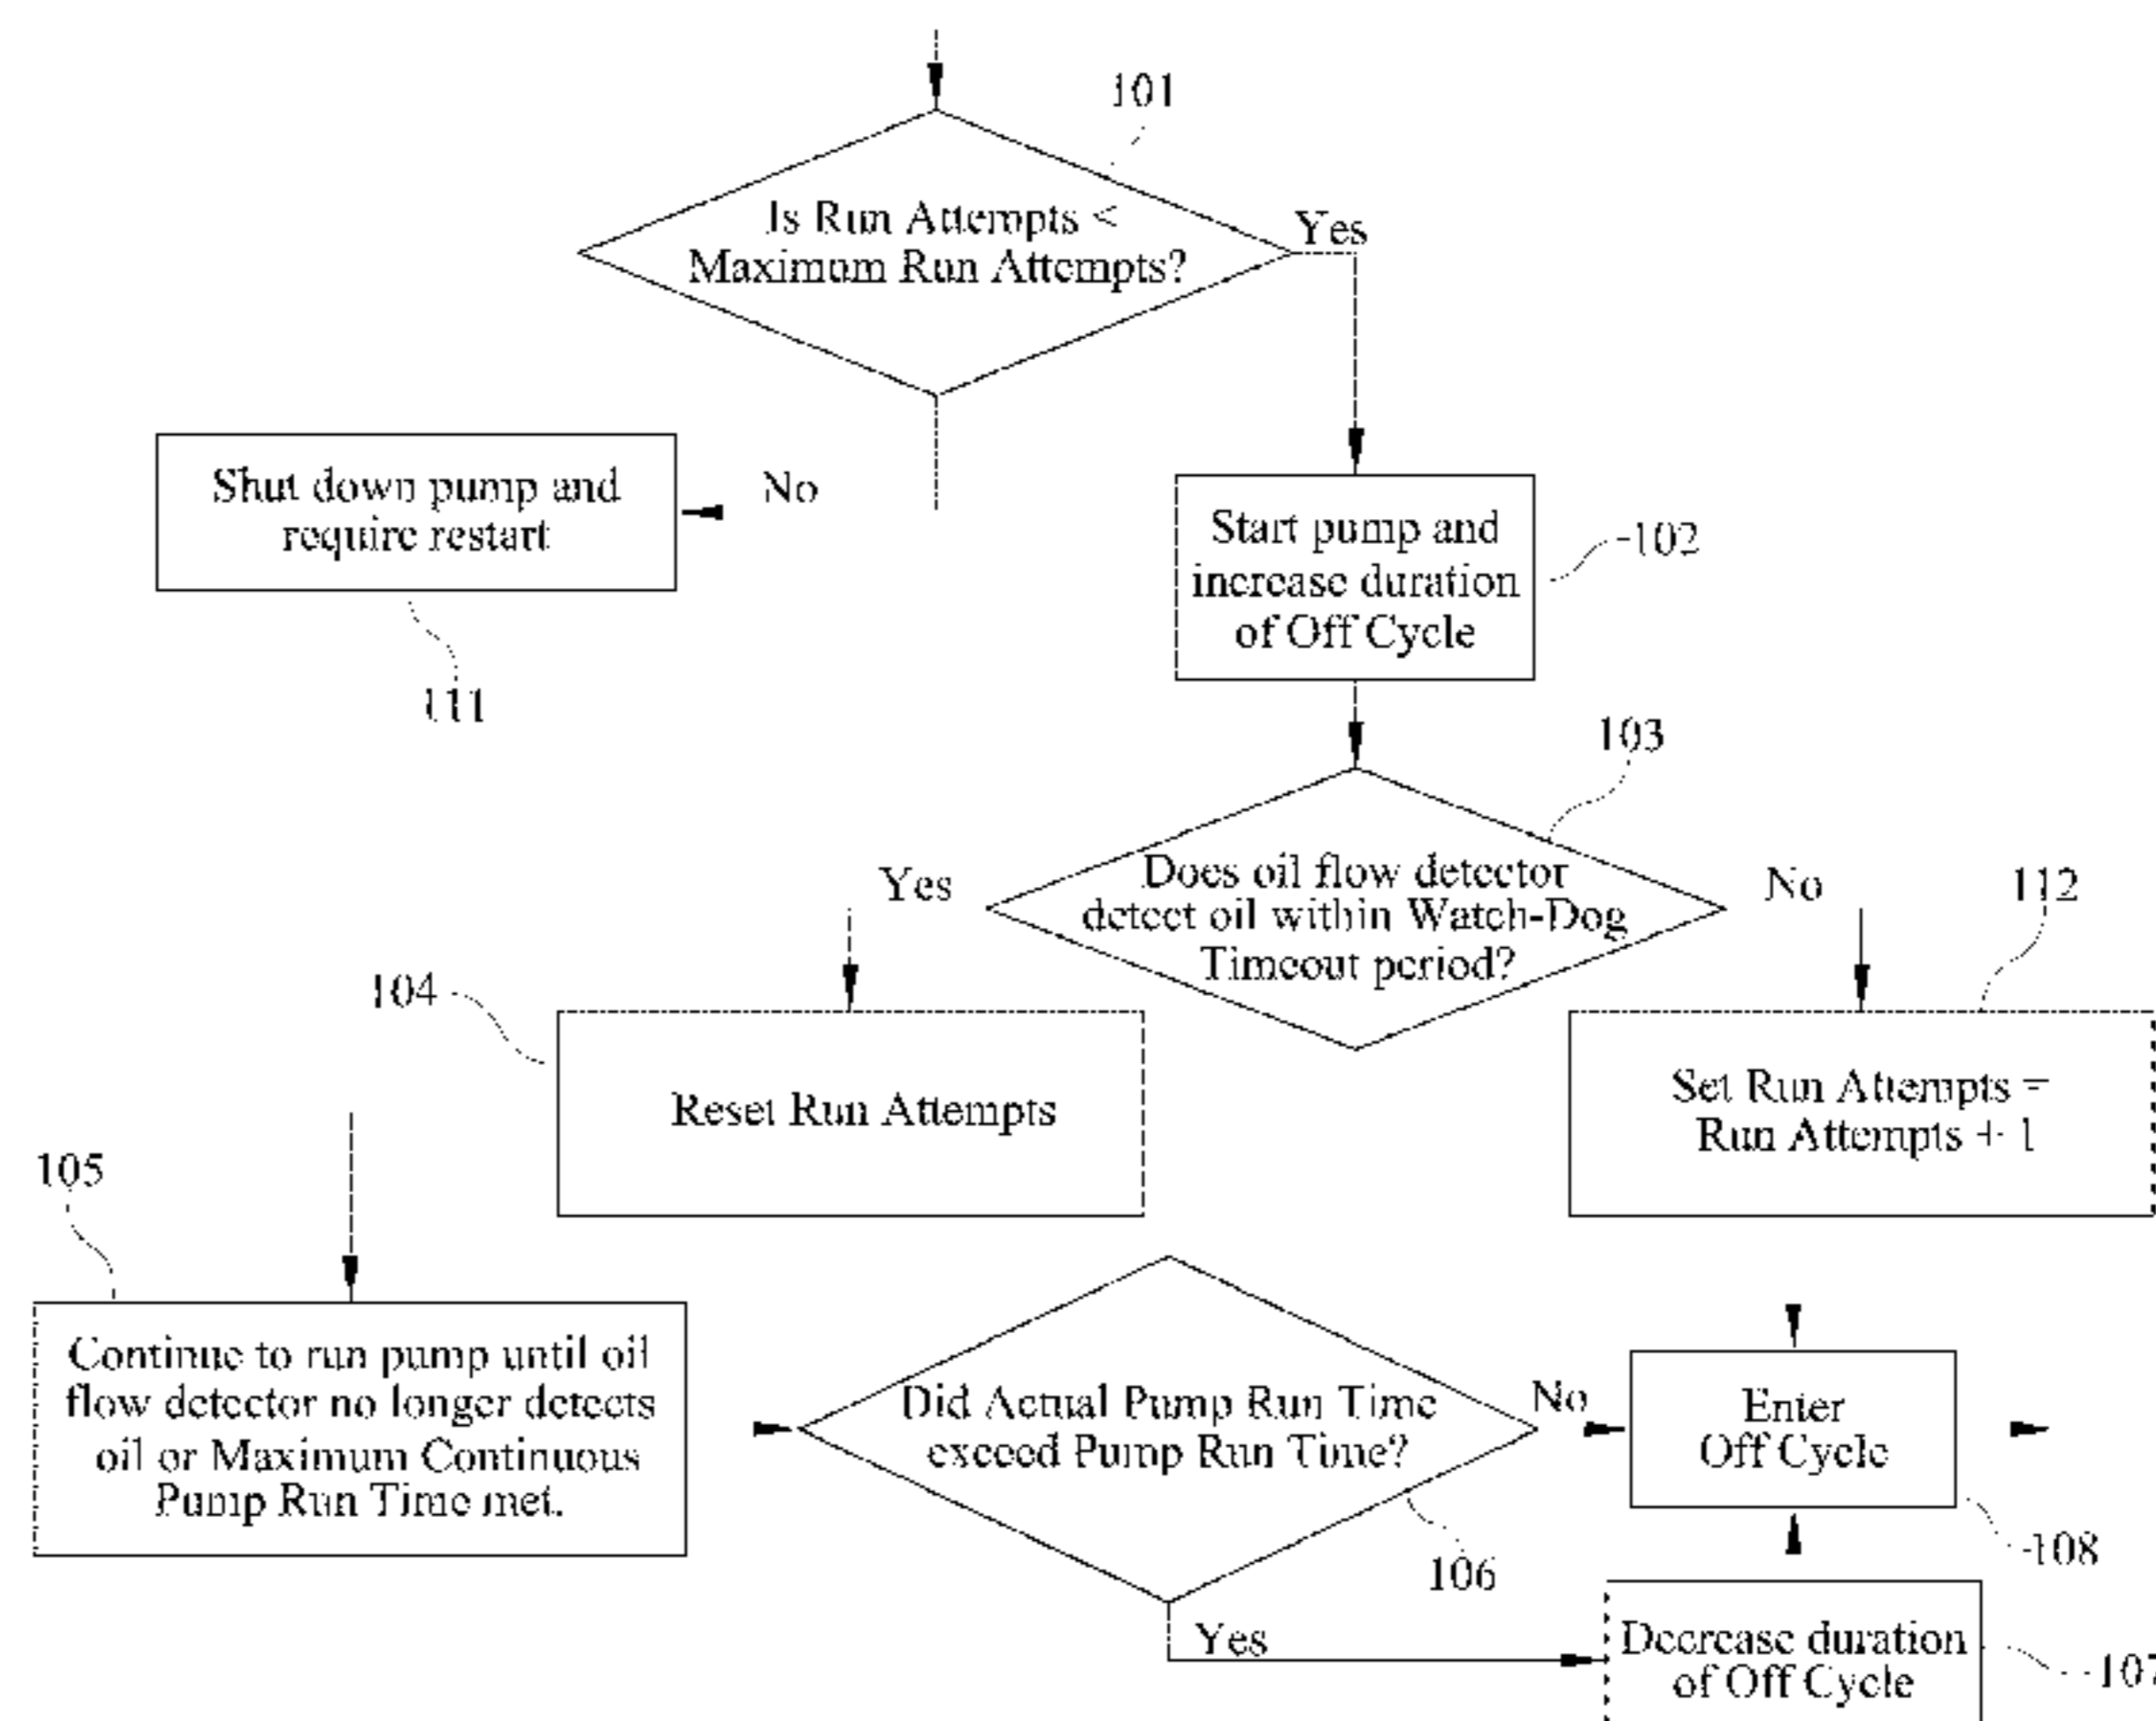 101
Is Run Attempts <
Maximum Run Attempts?
Yes
No
Shut down pump and
require restart
111
Start pump and
increase duration
of Off Cycle
102
103
Does oil flow detector
detect oil within Watch-Dog
Timeout period?
Yes
No
112
104
Reset Run Attempts
Set Run Attempts =
Run Attempts + 1
105
Continue to run pump until oil
flow detector no longer detects
oil or Maximum Continuous
Pump Run Time met.
Did Actual Pump Run Time
exceed Pump Run Time?
No
Enter
Off Cycle
108
106
Yes
Decrease duration
of Off Cycle
107